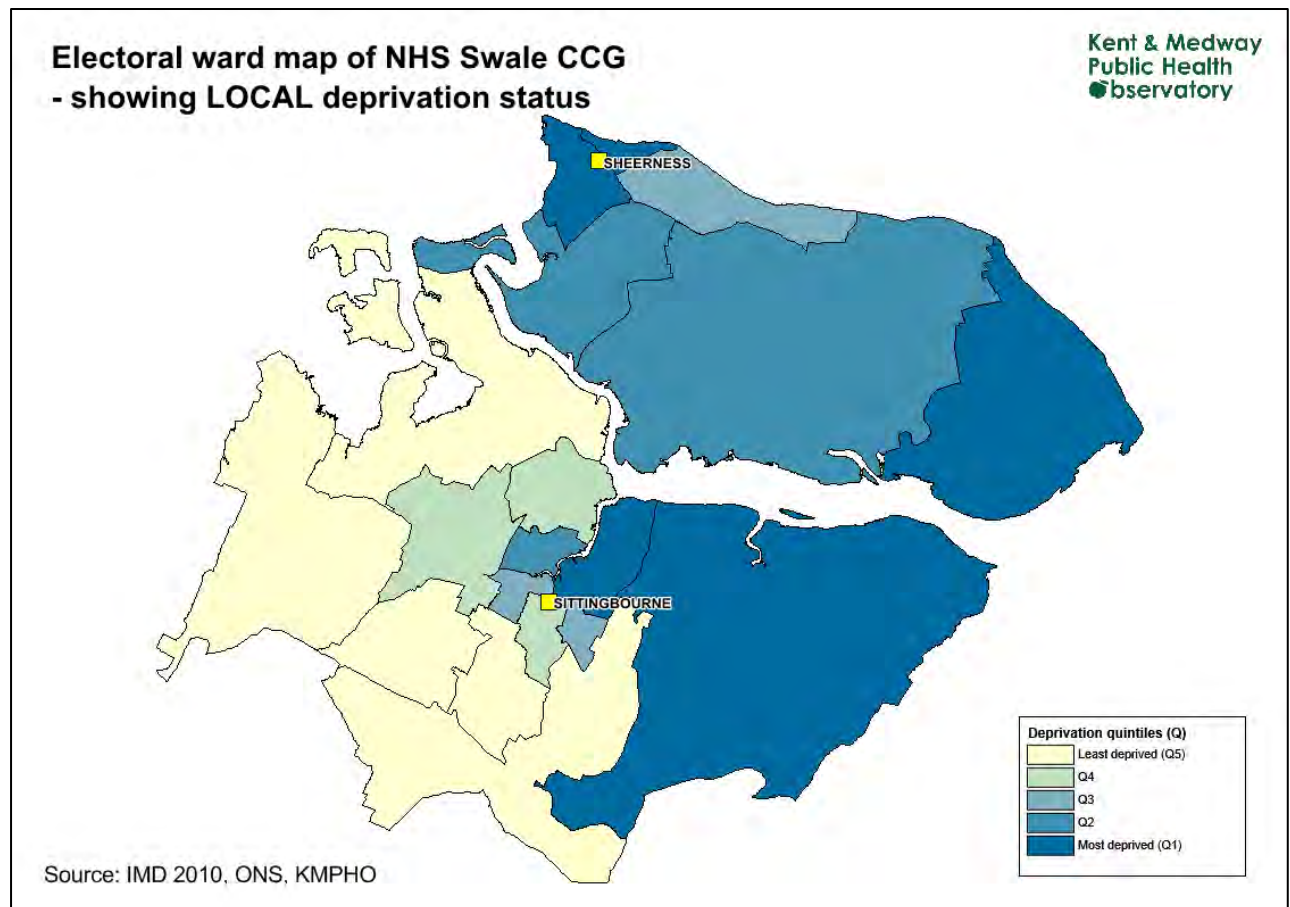 Electoral ward map of NHS Swale CCG
- showing LOCAL deprivation status
Kent & Medway
Public Health
Observatory
SHEERNESS
SITTINGBOURNE
Deprivation quintiles (Q)
Least deprived (Q5)
Q4
Q3
Q2
Most deprived (Q1)
Source: IMD 2010, ONS, KMPHO